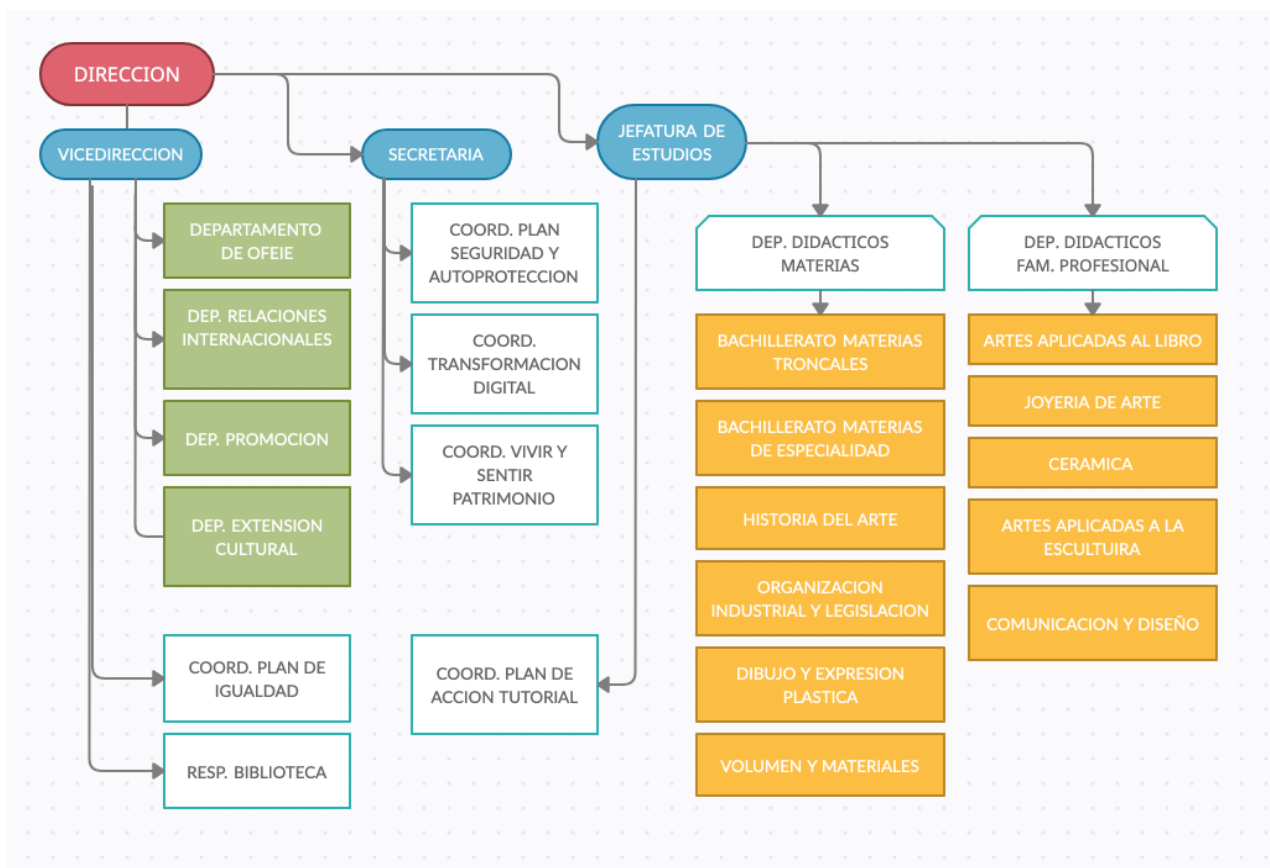 DIRECCION
VICEDIRECCION
SECRETARIA
JEFATURA DE
ESTUDIOS
DEPARTAMENTO
DE OFEIE
DEP. RELACIONES
INTERNACIONALES
DEP. PROMOCION
DEP. EXTENSION
CULTURAL
COORD. PLAN DE
IGUALDAD
RESP. BIBLIOTECA
COORD. PLAN
SEGURIDAD Y
AUTOPROTECCION
COORD.
TRANSFORMACION
DIGITAL
COORD. VIVIR Y
SENTIR
PATRIMONIO
COORD. PLAN DE
ACCION TUTORIAL
DEP. DIDACTICOS
MATERIAS
BACHILLERATO MATERIAS
TRONCALES
BACHILLERATO MATERIAS
DE ESPECIALIDAD
HISTORIA DEL ARTE
ORGANIZACION
INDUSTRIAL Y LEGISLACION
DIBUJO Y EXPRESION
PLASTICA
VOLUMEN Y MATERIALES
DEP. DIDACTICOS
FAM. PROFESIONAL
ARTES APLICADAS AL LIBRO
JOYERIA DE ARTE
CERAMICA
ARTES APLICADAS A LA
ESCULTUIRA
COMUNICACION Y DISEÑO